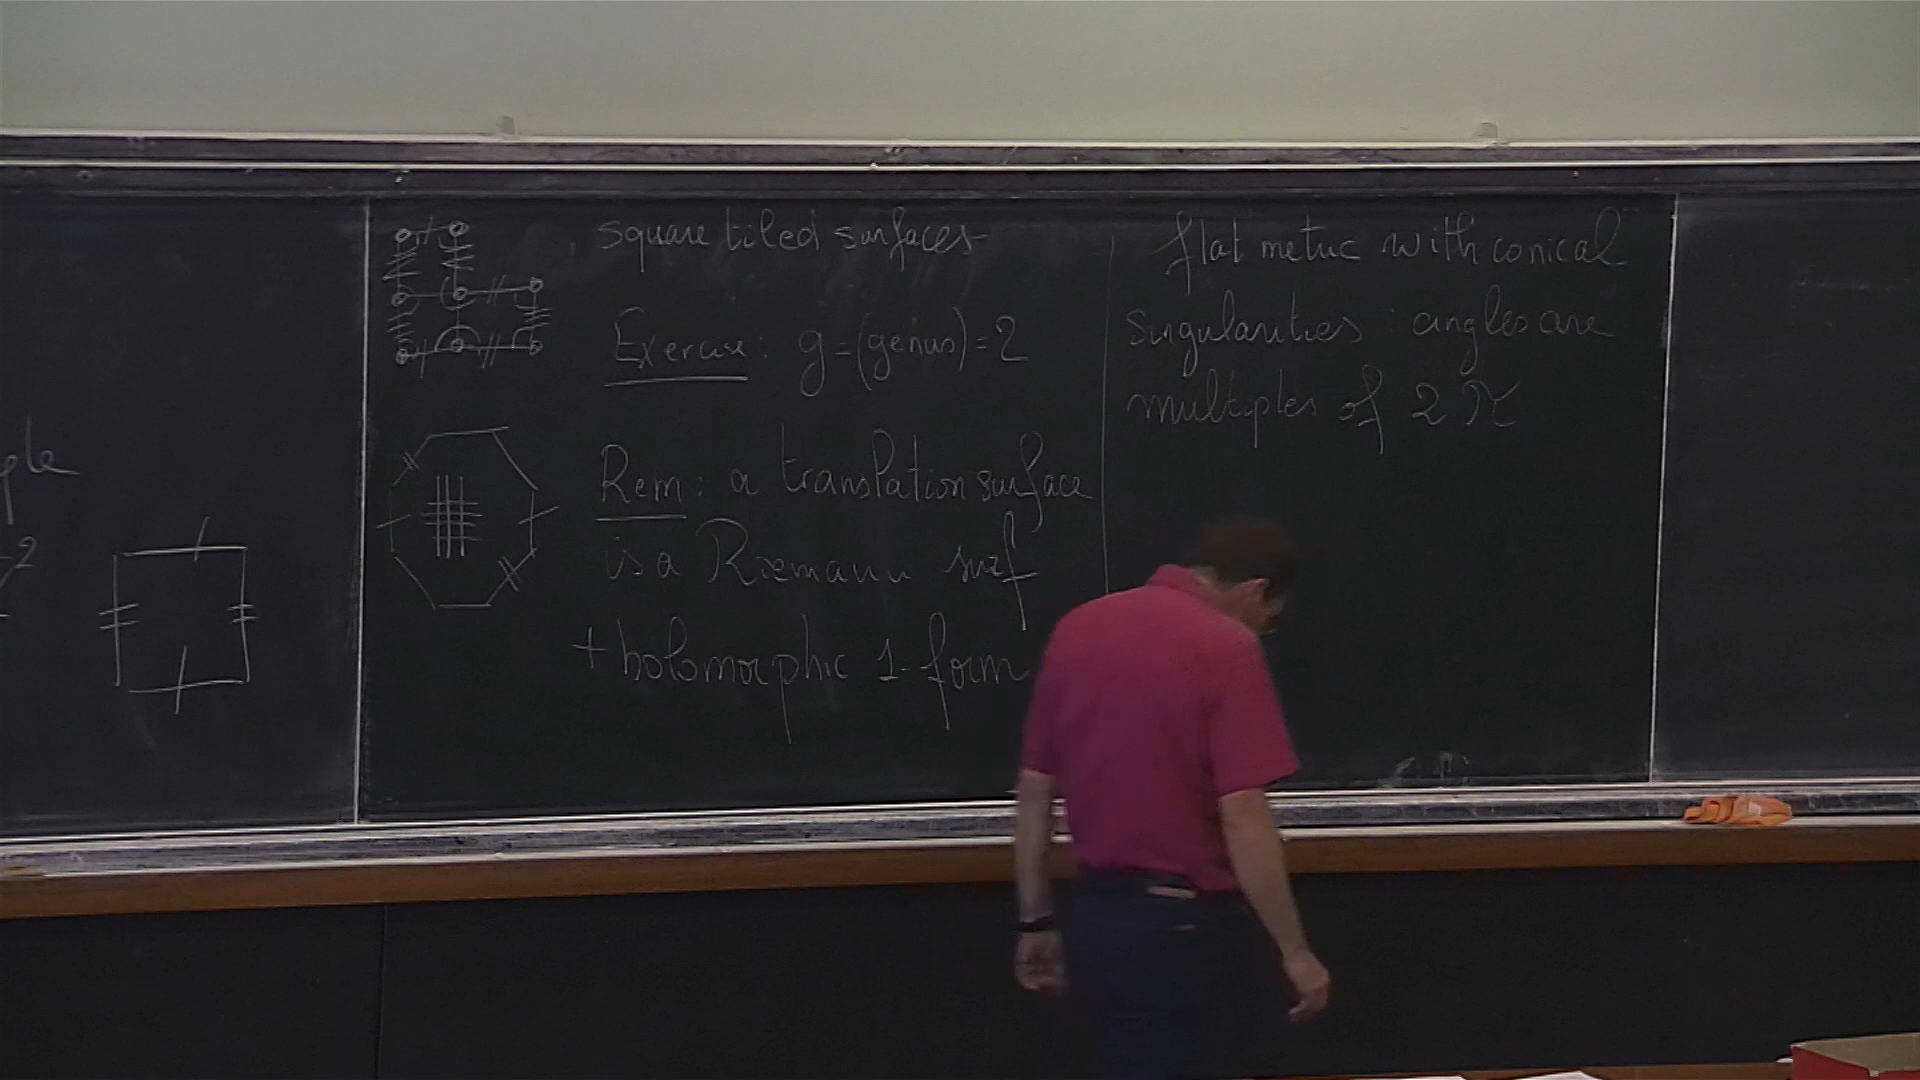 square tiled surfaces
Exercise: g=(genus)=2
Rem: a translation surface
is a Riemann surf
+ holomorphic 1-form
flat metric with conical
singularities: angles are
multiples of 2π